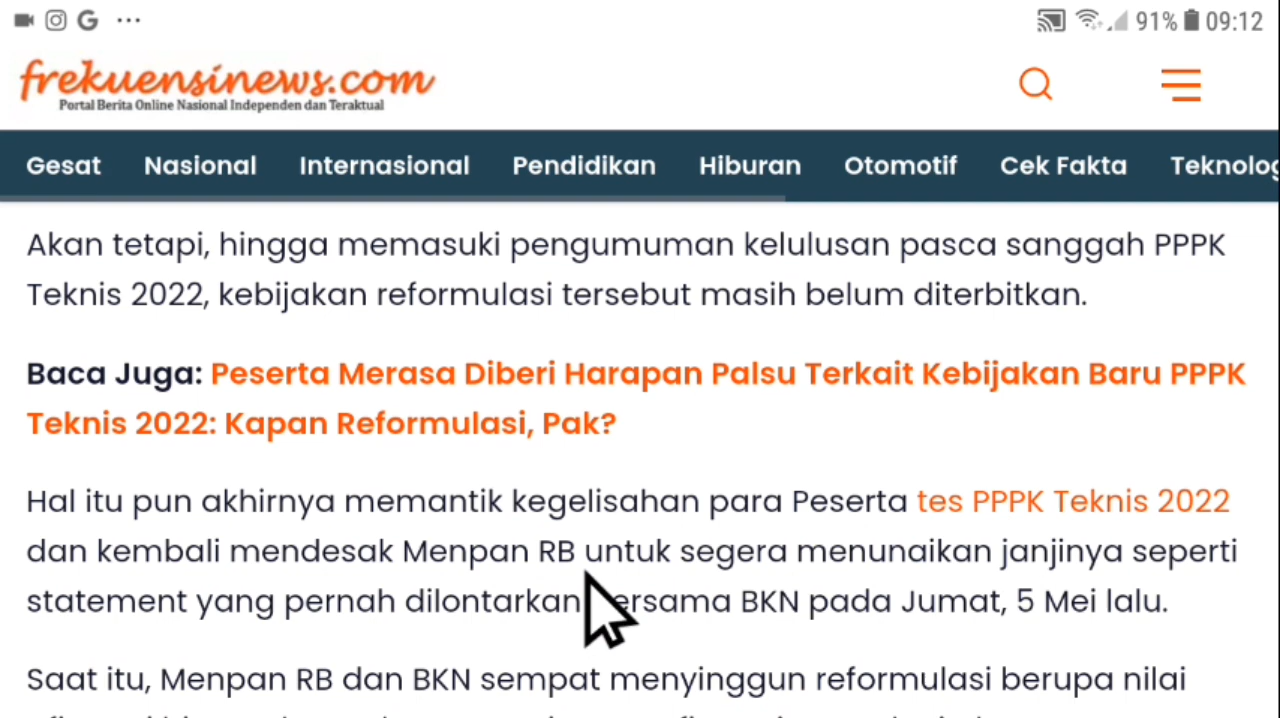 91% 09:12
frekuensinews.com
Portal Berita Online Nasional Independen dan Teraktual
Gesat Nasional Internasional Pendidikan Hiburan Otomotif Cek Fakta Teknolog
Akan tetapi, hingga memasuki pengumuman kelulusan pasca sanggah PPPK
Teknis 2022, kebijakan reformulasi tersebut masih belum diterbitkan.
Baca Juga: Peserta Merasa Diberi Harapan Palsu Terkait Kebijakan Baru PPPK
Teknis 2022: Kapan Reformulasi, Pak?
Hal itu pun akhirnya memantik kegelisahan para Peserta tes PPPK Teknis 2022
dan kembali mendesak Menpan RB untuk segera menunaikan janjinya seperti
statement yang pernah dilontarkan bersama BKN pada Jumat, 5 Mei lalu.
Saat itu, Menpan RB dan BKN sempat menyinggun reformulasi berupa nilai